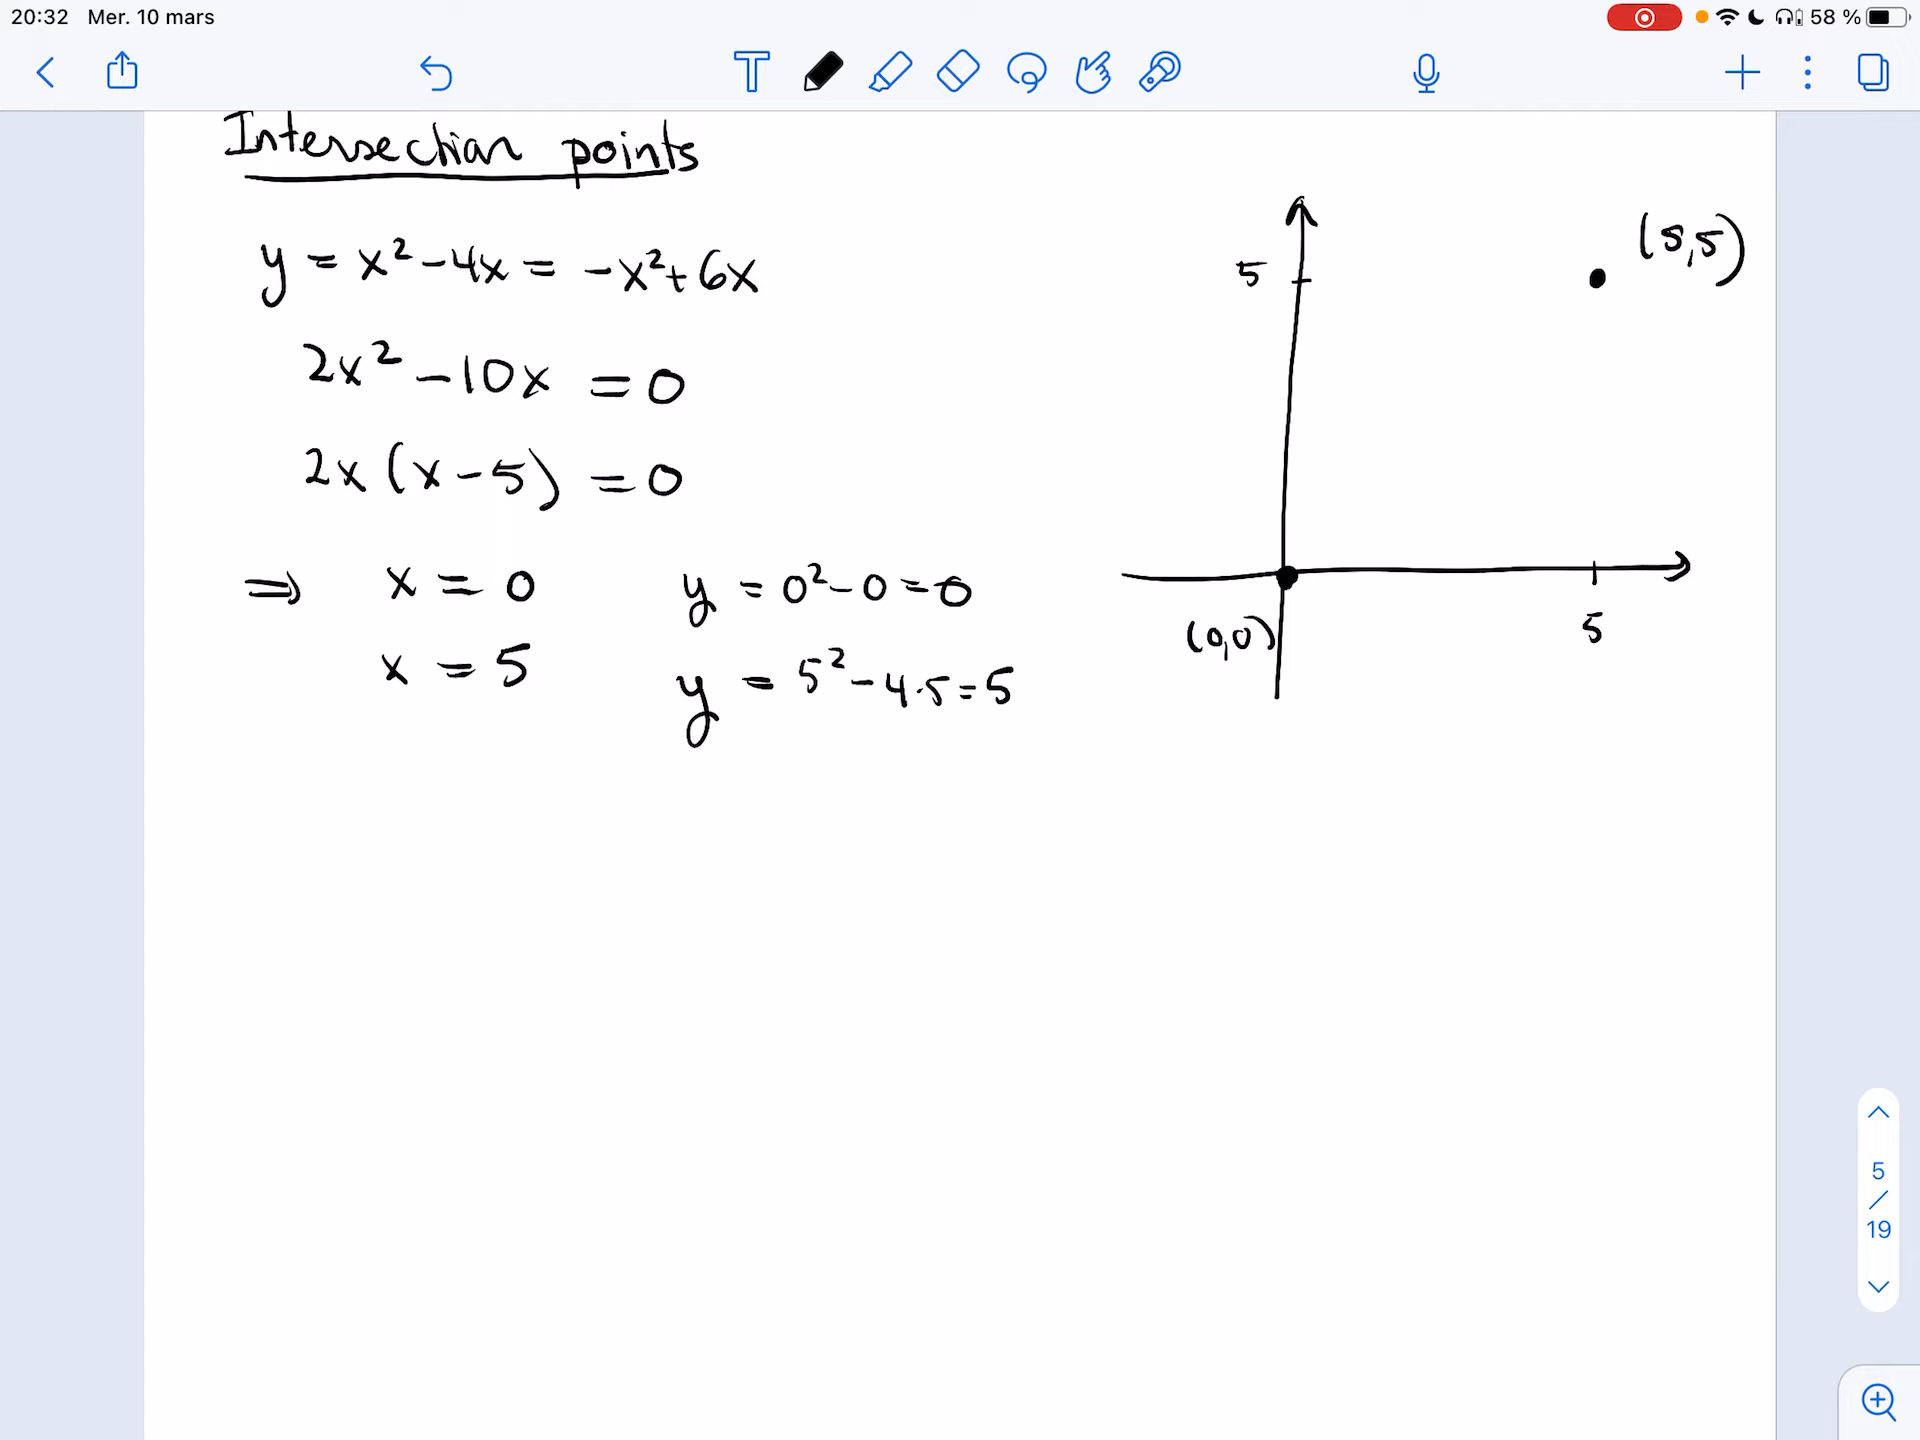 20:32 Mer. 10 mars
58 %
T
Intersection points
y = x² - 4x = -x² + 6x
2x² - 10x = 0
2x (x - 5) = 0
⇒ x = 0 y = 0² - 0 = 0
x = 5 y = 5² - 4·5 = 5
(5,5)
5
(0,0)
5
5
/
19